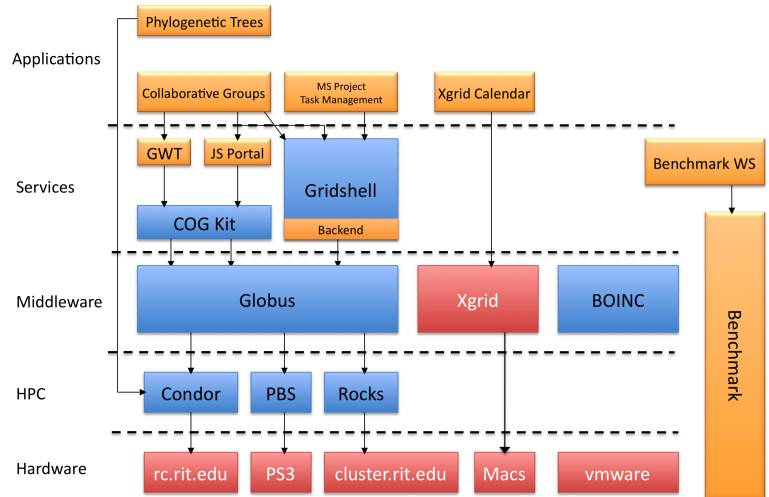 Phylogenetic Trees
Applications
Collaborative Groups
MS Project
Task Management
Xgrid Calendar
GWT
JS Portal
Gridshell
Benchmark WS
Services
COG Kit
Backend
Middleware
Globus
Xgrid
BOINC
Benchmark
HPC
Condor
PBS
Rocks
Hardware
rc.rit.edu
PS3
cluster.rit.edu
Macs
vmware